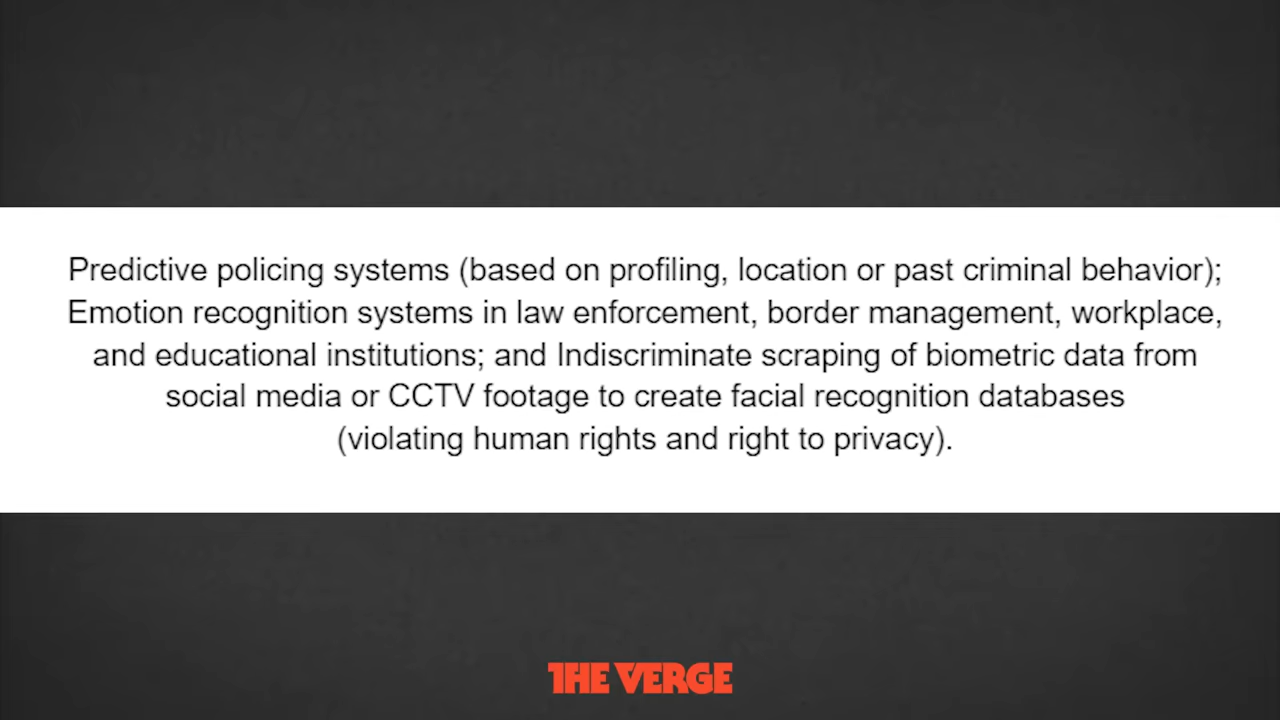 Predictive policing systems (based on profiling, location or past criminal behavior);
Emotion recognition systems in law enforcement, border management, workplace,
and educational institutions; and Indiscriminate scraping of biometric data from
social media or CCTV footage to create facial recognition databases
(violating human rights and right to privacy).
THE VERGE